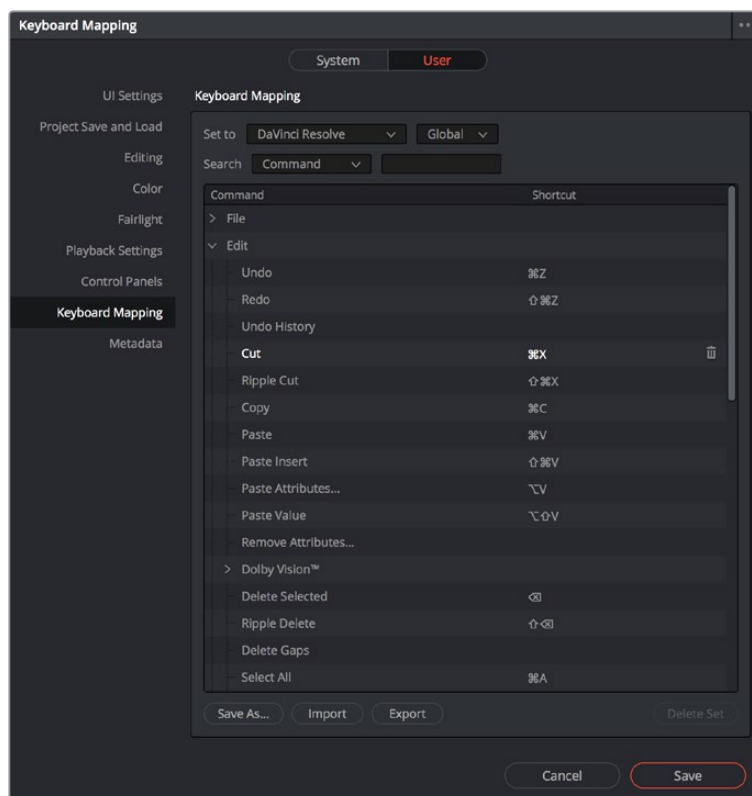 Keyboard Mapping
System User
UI Settings
Project Save and Load
Editing
Color
Fairlight
Playback Settings
Control Panels
Keyboard Mapping
Metadata
Keyboard Mapping
Set to DaVinci Resolve Global
Search Command
Command Shortcut
File
Edit
Undo ⌘Z
Redo ⇧⌘Z
Undo History
Cut ⌘X
Ripple Cut ⇧⌘X
Copy ⌘C
Paste ⌘V
Paste Insert ⇧⌘V
Paste Attributes... ⌥V
Paste Value ⌥⇧V
Remove Attributes...
Dolby Vision™
Delete Selected ⌫
Ripple Delete ⇧⌫
Delete Gaps
Select All ⌘A
Save As... Import Export Delete Set
Cancel Save